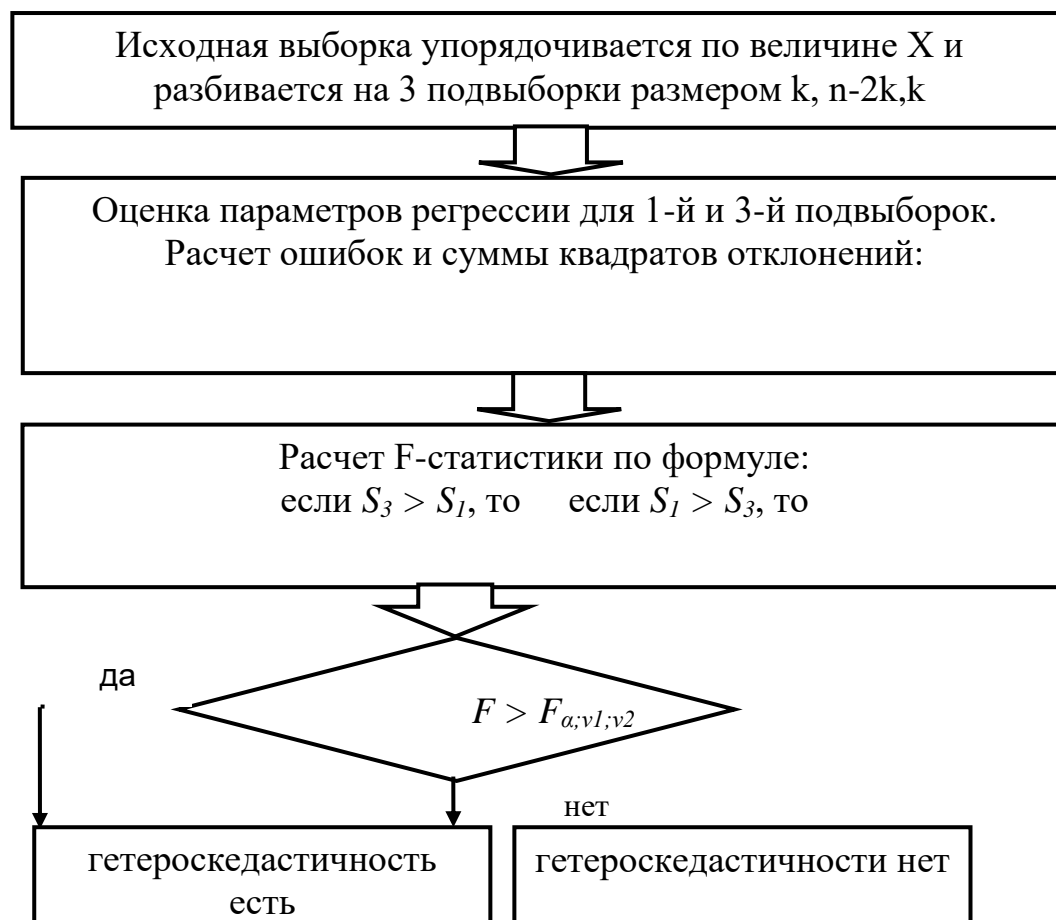 Исходная выборка упорядочивается по величине X и
разбивается на 3 подвыборки размером k, n-2k,k
Оценка параметров регрессии для 1-й и 3-й подвыборок.
Расчет ошибок и суммы квадратов отклонений:
Расчет F-статистики по формуле:
если S3 > S1, то если S1 > S3, то
да
F > Fα;v1;v2
нет
гетероскедастичность
есть
гетероскедастичности нет